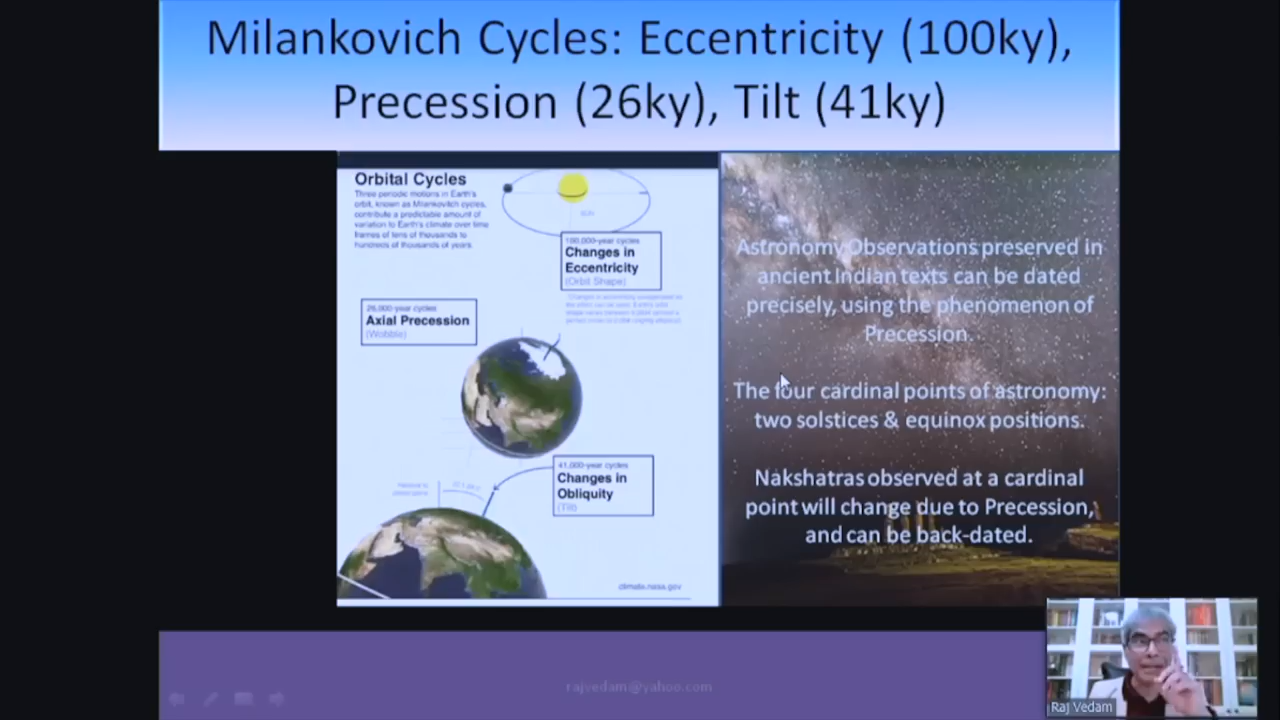 Milankovich Cycles: Eccentricity (100ky),
Precession (26ky), Tilt (41ky)
Orbital Cycles
Three periodic motions in Earth's
orbit, known as Milankovitch cycles,
contribute a predictable amount of
variation to Earth's climate over time
frames of tens of thousands to
hundreds of thousands of years.
100,000-year cycles
Changes in
Eccentricity
(Orbit Shape)
26,000-year cycles
Axial Precession
(Wobble)
41,000-year cycles
Changes in
Obliquity
(Tilt)
climate.nasa.gov
Astronomy Observations preserved in
ancient Indian texts can be dated
precisely, using the phenomenon of
Precession.
The four cardinal points of astronomy:
two solstices & equinox positions.
Nakshatras observed at a cardinal
point will change due to Precession,
and can be back-dated.
rajvedam@yahoo.com
Raj Vedam